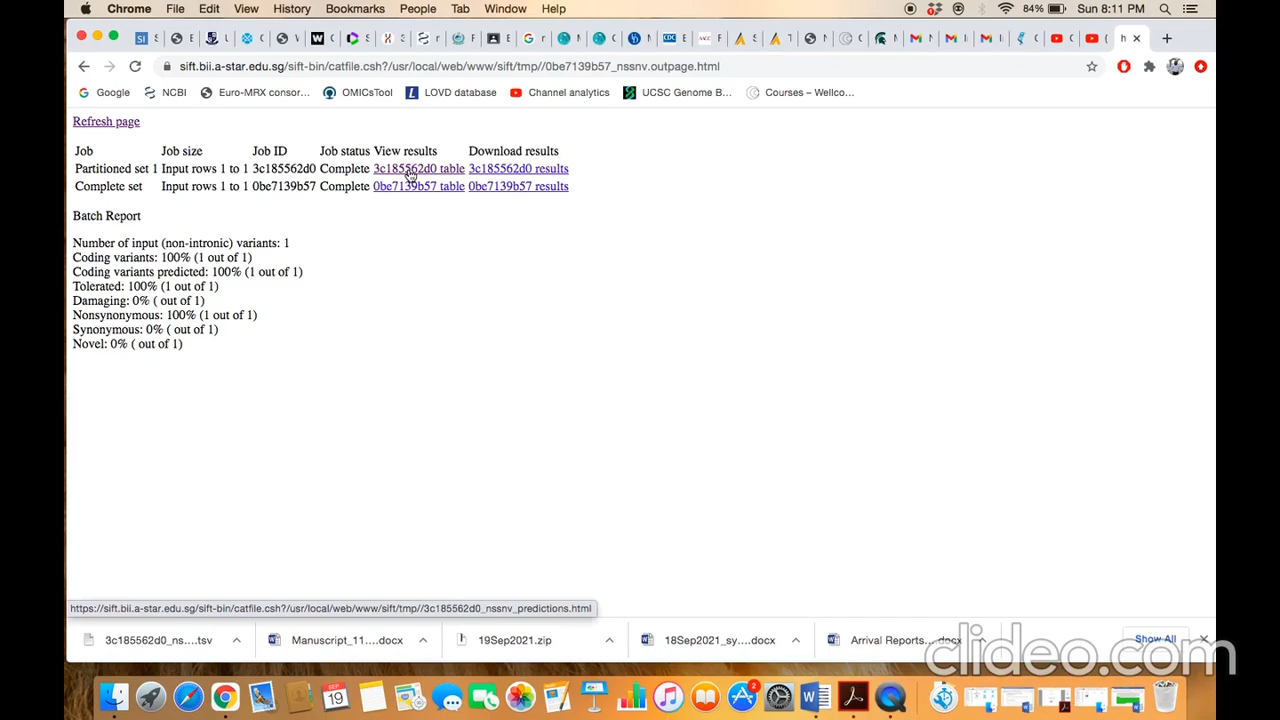 Chrome File Edit View History Bookmarks People Tab Window Help 84% Sun 8:11 PM
sift.bii.a-star.edu.sg/sift-bin/catfile.csh?/usr/local/web/www/sift/tmp//0be7139b57_nssnv.outpage.html
Google NCBI Euro-MRX consor... OMICsTool LOVD database Channel analytics UCSC Genome B... Courses – Wellco...
Refresh page
Job Job size Job ID Job status View results Download results
Partitioned set 1 Input rows 1 to 1 3c185562d0 Complete 3c185562d0 table 3c185562d0 results
Complete set Input rows 1 to 1 0be7139b57 Complete 0be7139b57 table 0be7139b57 results
Batch Report
Number of input (non-intronic) variants: 1
Coding variants: 100% (1 out of 1)
Coding variants predicted: 100% (1 out of 1)
Tolerated: 100% (1 out of 1)
Damaging: 0% ( out of 1)
Nonsynonymous: 100% (1 out of 1)
Synonymous: 0% ( out of 1)
Novel: 0% ( out of 1)
https://sift.bii.a-star.edu.sg/sift-bin/catfile.csh?/usr/local/web/www/sift/tmp//3c185562d0_nssnv_predictions.html
3c185562d0_ns....tsv Manuscript_11....docx 19Sep2021.zip 18Sep2021_sy....docx Arrival Reports....docx Show All
clideo.com
SEP
19
2